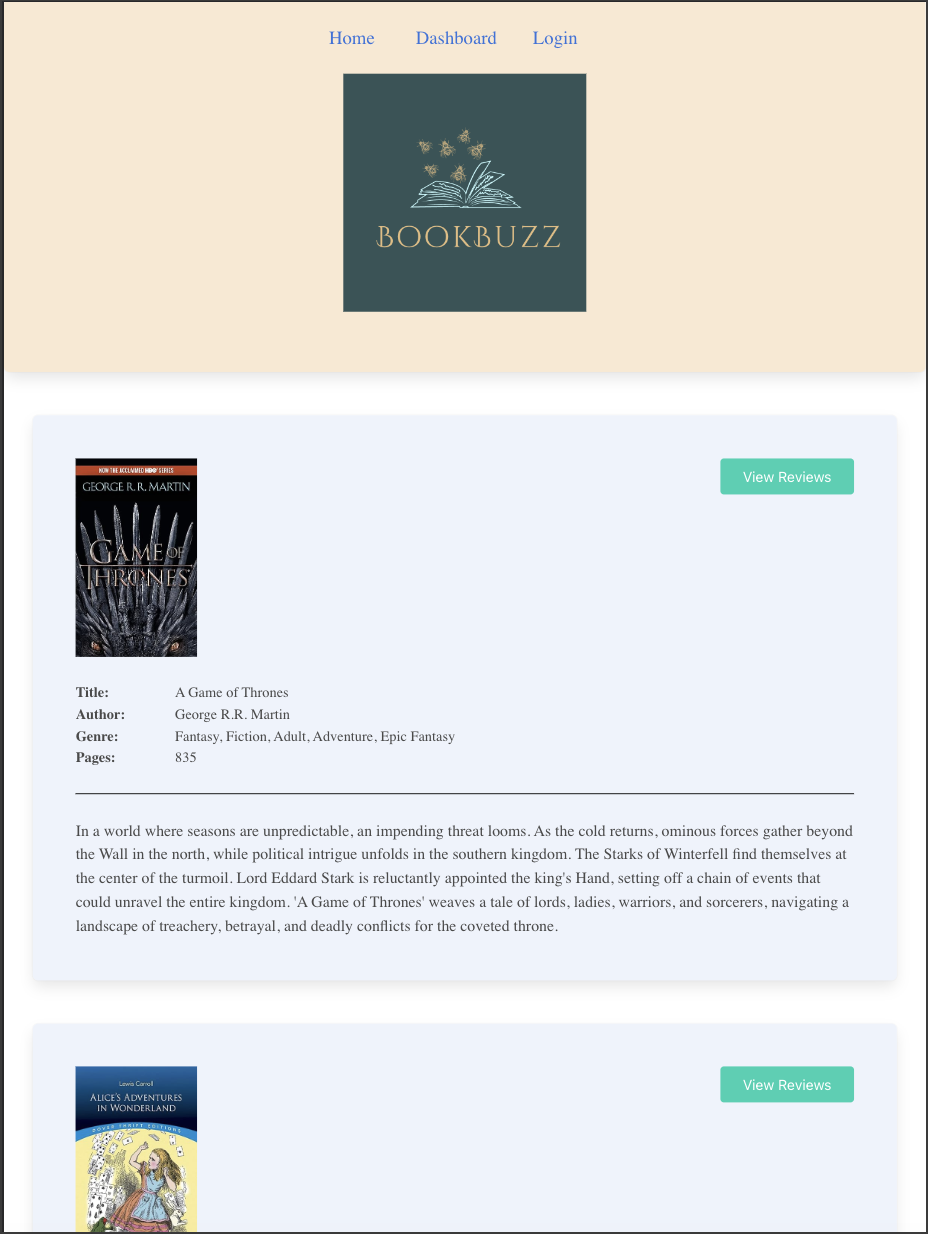 Home Dashboard Login
BOOKBUZZ
NOW THE ACCLAIMED HBO SERIES
GEORGE R. R. MARTIN
GAME OF
THRONES
View Reviews
Title: A Game of Thrones
Author: George R.R. Martin
Genre: Fantasy, Fiction, Adult, Adventure, Epic Fantasy
Pages: 835
In a world where seasons are unpredictable, an impending threat looms. As the cold returns, ominous forces gather beyond
the Wall in the north, while political intrigue unfolds in the southern kingdom. The Starks of Winterfell find themselves at
the center of the turmoil. Lord Eddard Stark is reluctantly appointed the king's Hand, setting off a chain of events that
could unravel the entire kingdom. 'A Game of Thrones' weaves a tale of lords, ladies, warriors, and sorcerers, navigating a
landscape of treachery, betrayal, and deadly conflicts for the coveted throne.
Lewis Carroll
ALICE'S ADVENTURES
IN WONDERLAND
DOVER THRIFT EDITIONS
View Reviews